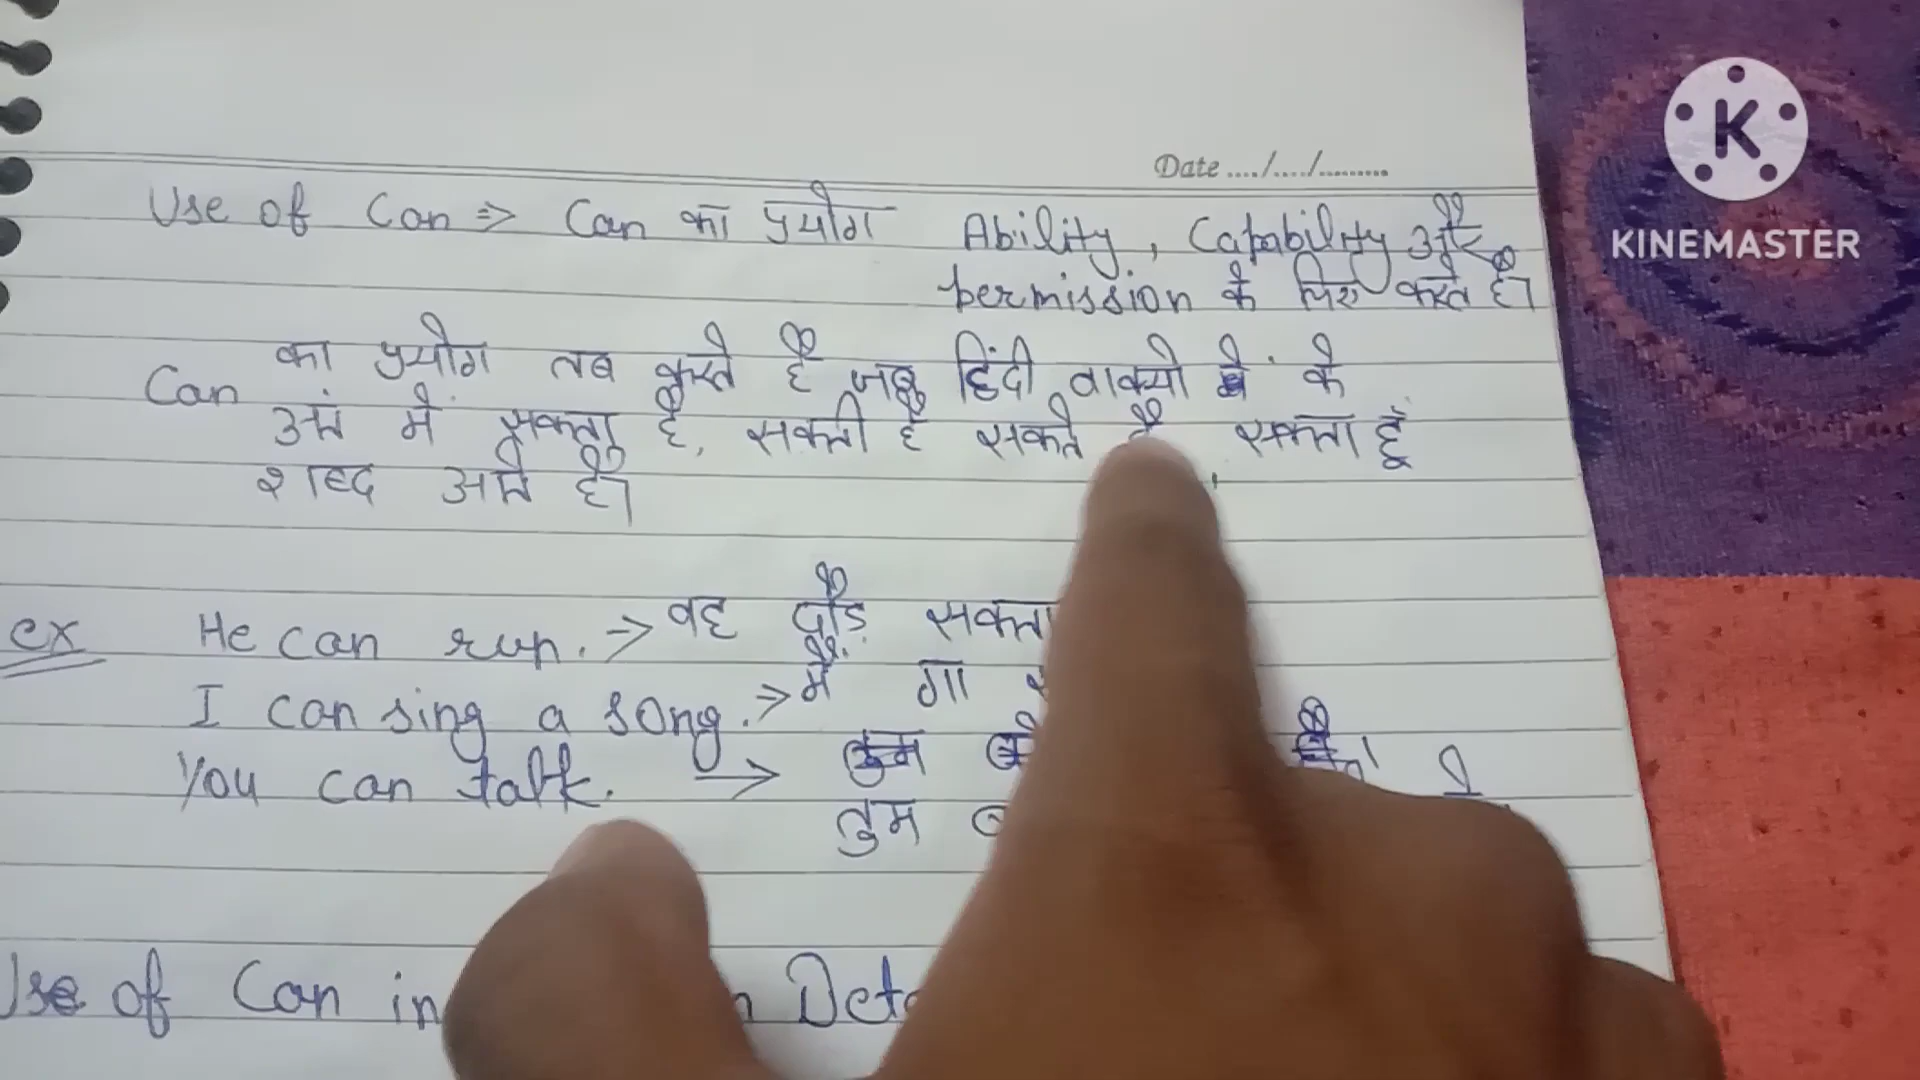 Date ..../..../.........
K
KINEMASTER
Use of Can ⇒ Can का प्रयोग Ability, Capability और
permission के लिए करते है।
Can का प्रयोग तब करते है जब हिंदी वाक्यो के
अंत में सकता है, सकती है सकते है सकता हूँ
शब्द आते है।
ex He can run. → वह दौड़ सकता
I can sing a song. ⇒ मैं गा
You can talk. → तुम
तुम
Use of Can in